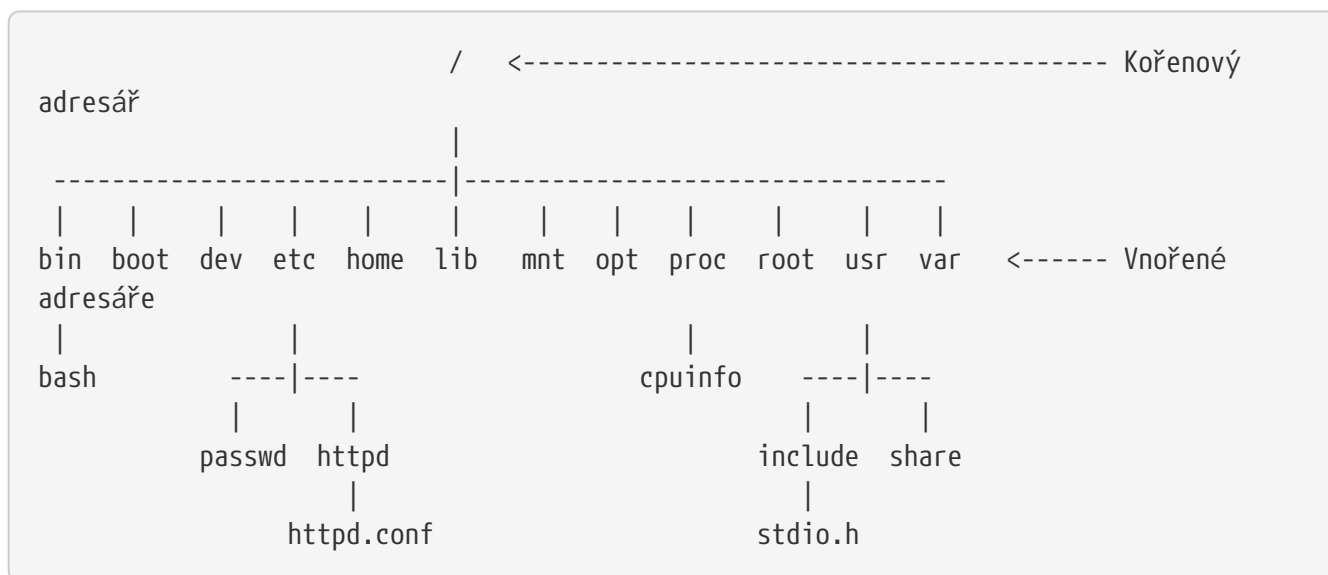 / <---------------------------------------- Kořenový
adresář
|
---------------------------|---------------------------------
| | | | | | | | | | | |
bin boot dev etc home lib mnt opt proc root usr var <------ Vnořené
adresáře
| | | |
bash ----|---- cpuinfo ----|----
| | | |
passwd httpd include share
| |
httpd.conf stdio.h